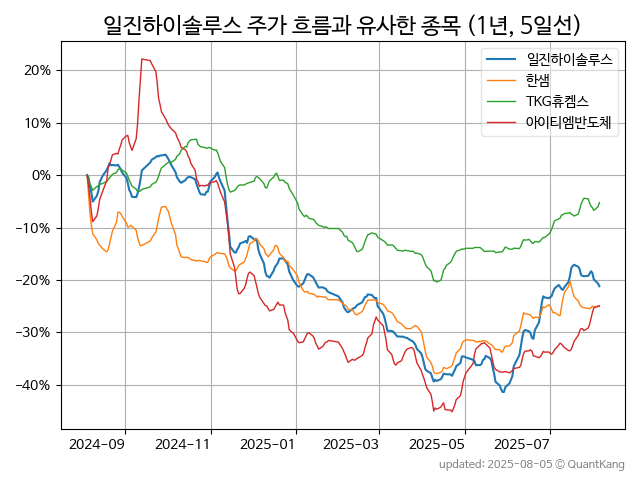 일진하이솔루스 주가 흐름과 유사한 종목 (1년, 5일선)
일진하이솔루스
한샘
TKG휴켐스
아이티엠반도체
20%
10%
0%
−10%
−20%
−30%
−40%
2024−09
2024−11
2025−01
2025−03
2025−05
2025−07
updated: 2025-08-05 © QuantKang